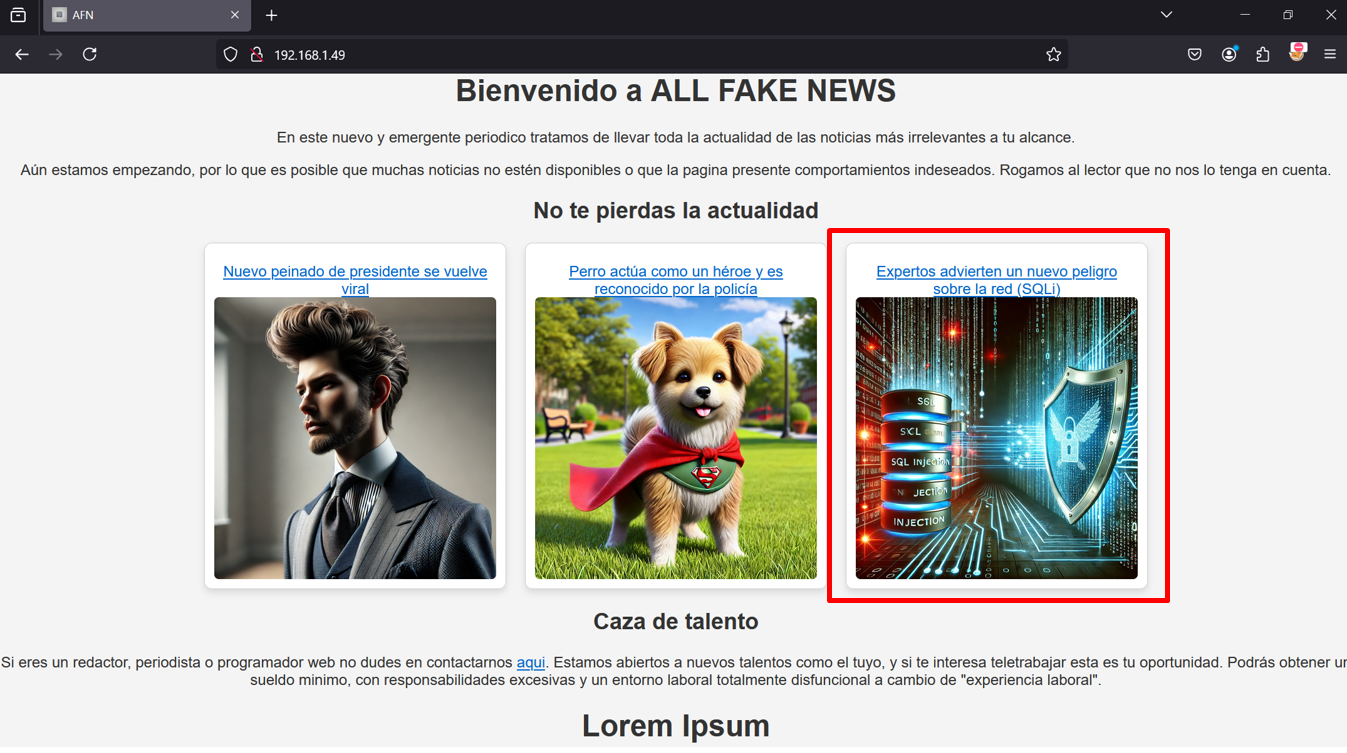 AFN
192.168.1.49
Bienvenido a ALL FAKE NEWS
En este nuevo y emergente periodico tratamos de llevar toda la actualidad de las noticias más irrelevantes a tu alcance.
Aún estamos empezando, por lo que es posible que muchas noticias no estén disponibles o que la pagina presente comportamientos indeseados. Rogamos al lector que no nos lo tenga en cuenta.
No te pierdas la actualidad
Nuevo peinado de presidente se vuelve
viral
Perro actúa como un héroe y es
reconocido por la policía
Expertos advierten un nuevo peligro
sobre la red (SQLi)
SQL INJECTION
INJECTION
Caza de talento
Si eres un redactor, periodista o programador web no dudes en contactarnos aqui. Estamos abiertos a nuevos talentos como el tuyo, y si te interesa teletrabajar esta es tu oportunidad. Podrás obtener un
sueldo minimo, con responsabilidades excesivas y un entorno laboral totalmente disfuncional a cambio de "experiencia laboral".
Lorem Ipsum